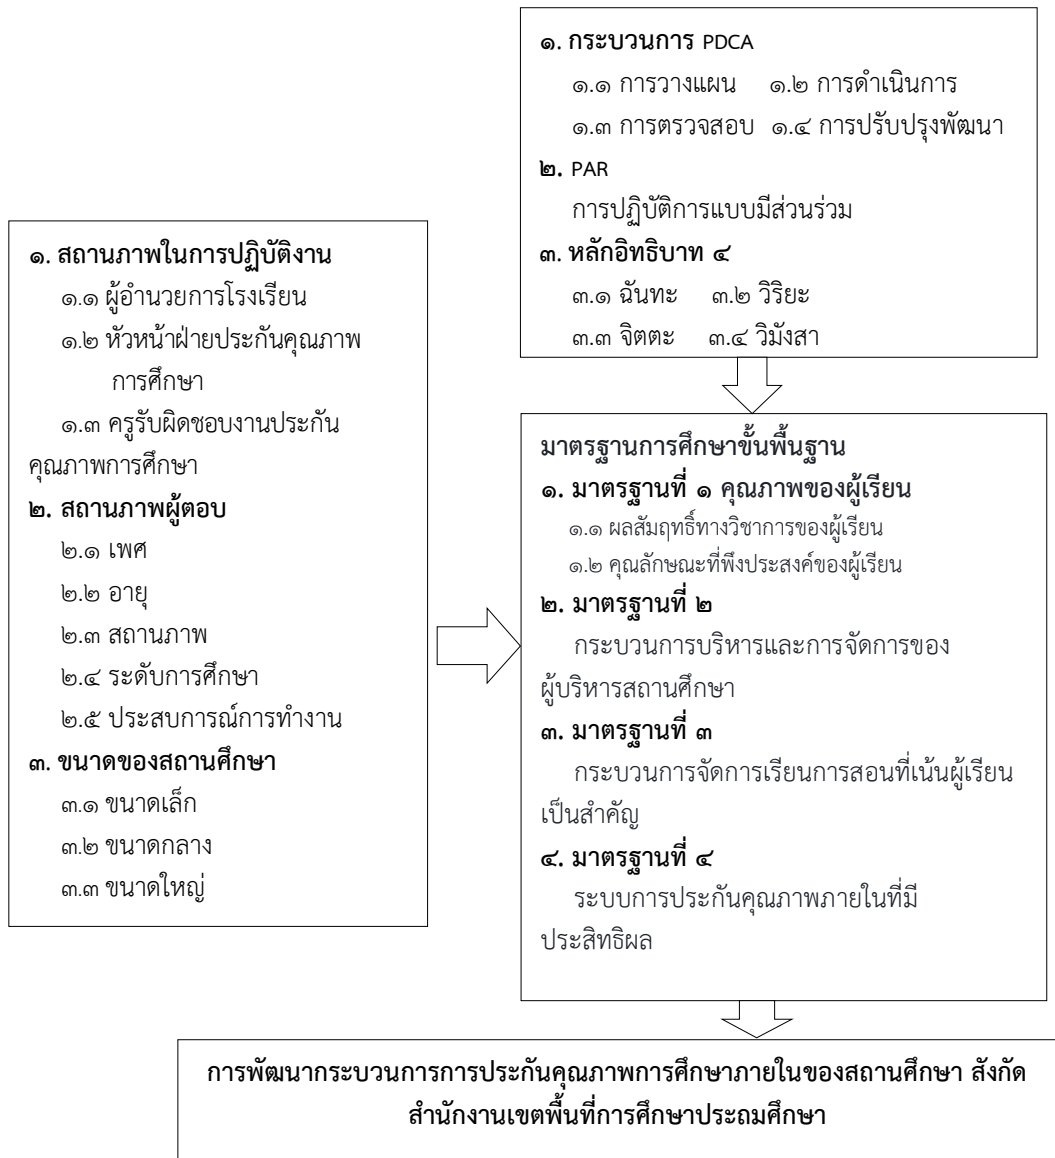 ๑. กระบวนการ PDCA
๑.๑ การวางแผน ๑.๒ การดำเนินการ
๑.๓ การตรวจสอบ ๑.๔ การปรับปรุงพัฒนา
๒. PAR
การปฏิบัติการแบบมีส่วนร่วม
๓. หลักอิทธิบาท ๔
๓.๑ ฉันทะ ๓.๒ วิริยะ
๓.๓ จิตตะ ๓.๔ วิมังสา
๑. สถานภาพในการปฏิบัติงาน
๑.๑ ผู้อำนวยการโรงเรียน
๑.๒ หัวหน้าฝ่ายประกันคุณภาพ
การศึกษา
๑.๓ ครูรับผิดชอบงานประกัน
คุณภาพการศึกษา
๒. สถานภาพผู้ตอบ
๒.๑ เพศ
๒.๒ อายุ
๒.๓ สถานภาพ
๒.๔ ระดับการศึกษา
๒.๕ ประสบการณ์การทำงาน
๓. ขนาดของสถานศึกษา
๓.๑ ขนาดเล็ก
๓.๒ ขนาดกลาง
๓.๓ ขนาดใหญ่
มาตรฐานการศึกษาขั้นพื้นฐาน
๑. มาตรฐานที่ ๑ คุณภาพของผู้เรียน
๑.๑ ผลสัมฤทธิ์ทางวิชาการของผู้เรียน
๑.๒ คุณลักษณะที่พึงประสงค์ของผู้เรียน
๒. มาตรฐานที่ ๒
กระบวนการบริหารและการจัดการของ
ผู้บริหารสถานศึกษา
๓. มาตรฐานที่ ๓
กระบวนการจัดการเรียนการสอนที่เน้นผู้เรียน
เป็นสำคัญ
๔. มาตรฐานที่ ๔
ระบบการประกันคุณภาพภายในที่มี
ประสิทธิผล
การพัฒนากระบวนการการประกันคุณภาพการศึกษาภายในของสถานศึกษา สังกัด
สำนักงานเขตพื้นที่การศึกษาประถมศึกษา